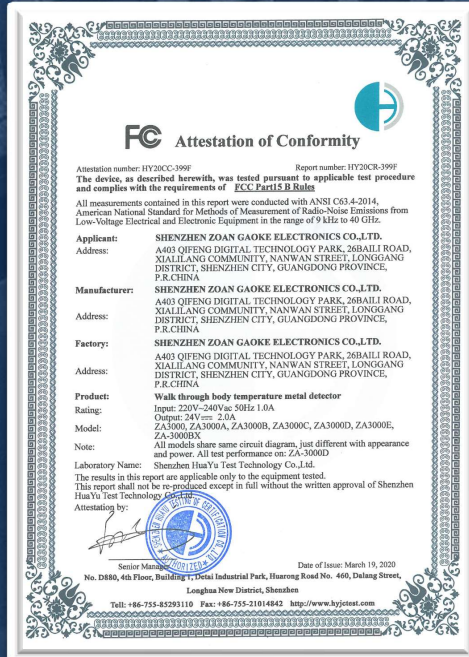 FC Attestation of Conformity
Attestation number: HY20CC-399F Report number: HY20CR-399F
The device, as described herewith, was tested pursuant to applicable test procedure
and complies with the requirements of FCC Part15 B Rules
All measurements contained in this report were conducted with ANSI C63.4-2014,
American National Standard for Methods of Measurement of Radio-Noise Emissions from
Low-Voltage Electrical and Electronic Equipment in the range of 9 kHz to 40 GHz.
Applicant: SHENZHEN ZOAN GAOKE ELECTRONICS CO.,LTD.
Address: A403 QIFENG DIGITAL TECHNOLOGY PARK, 26BAILI ROAD,
XIALILANG COMMUNITY, NANWAN STREET, LONGGANG
DISTRICT, SHENZHEN CITY, GUANGDONG PROVINCE,
P.R.CHINA
Manufacturer: SHENZHEN ZOAN GAOKE ELECTRONICS CO.,LTD.
A403 QIFENG DIGITAL TECHNOLOGY PARK, 26BAILI ROAD,
Address: XIALILANG COMMUNITY, NANWAN STREET, LONGGANG
DISTRICT, SHENZHEN CITY, GUANGDONG PROVINCE,
P.R.CHINA
Factory: SHENZHEN ZOAN GAOKE ELECTRONICS CO.,LTD.
A403 QIFENG DIGITAL TECHNOLOGY PARK, 26BAILI ROAD,
Address: XIALILANG COMMUNITY, NANWAN STREET, LONGGANG
DISTRICT, SHENZHEN CITY, GUANGDONG PROVINCE,
P.R.CHINA
Product: Walk through body temperature metal detector
Rating: Input: 220V~240Vac 50Hz 1.0A
Output: 24V⎓ 2.0A
Model: ZA3000, ZA3000A, ZA3000B, ZA3000C, ZA3000D, ZA3000E,
ZA-3000BX
Note: All models share same circuit diagram, just different with appearance
and power. All test performance on: ZA-3000D
Laboratory Name: Shenzhen HuaYu Test Technology Co.,Ltd.
The results in this report are applicable only to the equipment tested.
This report shall not be re-produced except in full without the written approval of Shenzhen
HuaYu Test Technology Co.,Ltd.
Attestation by:
Senior Manager Date of Issue: March 19, 2020
No. D880, 4th Floor, Building 1, Detai Industrial Park, Huarong Road No. 460, Dalang Street,
Longhua New District, Shenzhen
Tell: +86-755-85293110 Fax: +86-755-21014842 http://www.hyjctest.com